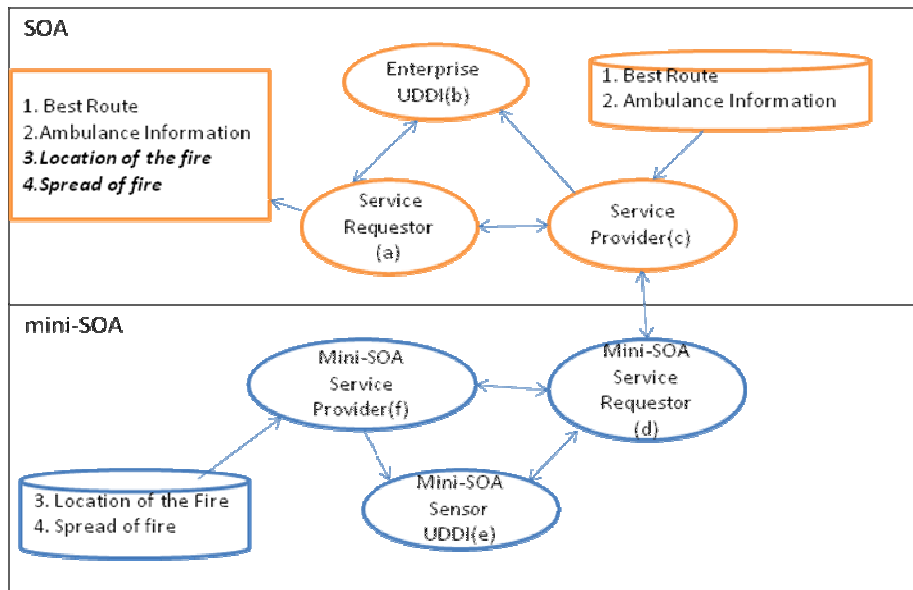 SOA
1. Best Route
2.Ambulance Information
3.Location of the fire
4.Spread of fire
Enterprise
UDDI(b)
1. Best Route
2. Ambulance Information
Service
Requestor
(a)
Service
Provider(c)
mini-SOA
Mini-SOA
Service
Provider(f)
Mini-SOA
Service
Requestor
(d)
3. Location of the Fire
4. Spread of fire
Mini-SOA
Sensor
UDDI(e)